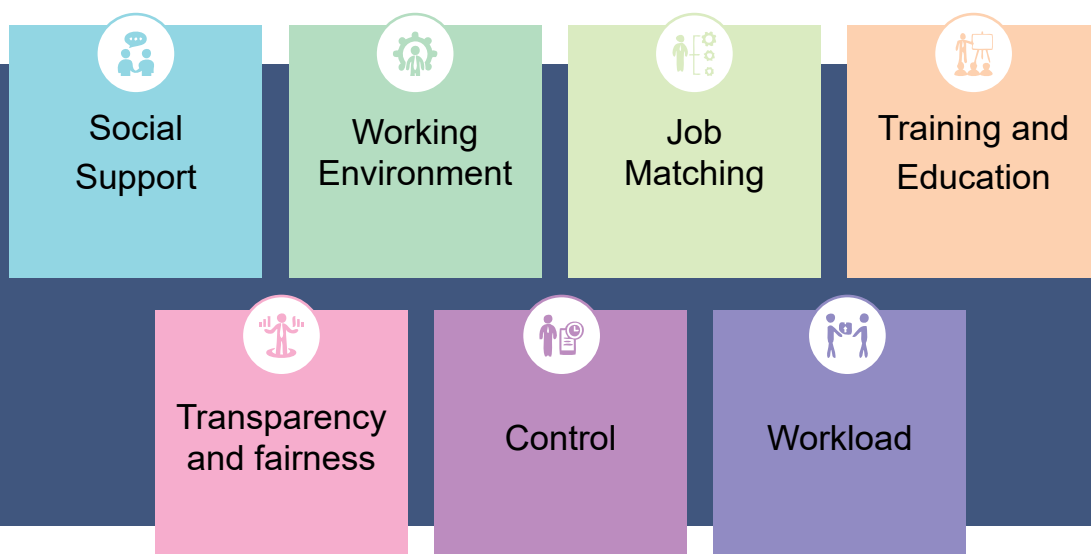 Social
Support
Working
Environment
Job
Matching
Training and
Education
Transparency
and fairness
Control
Workload